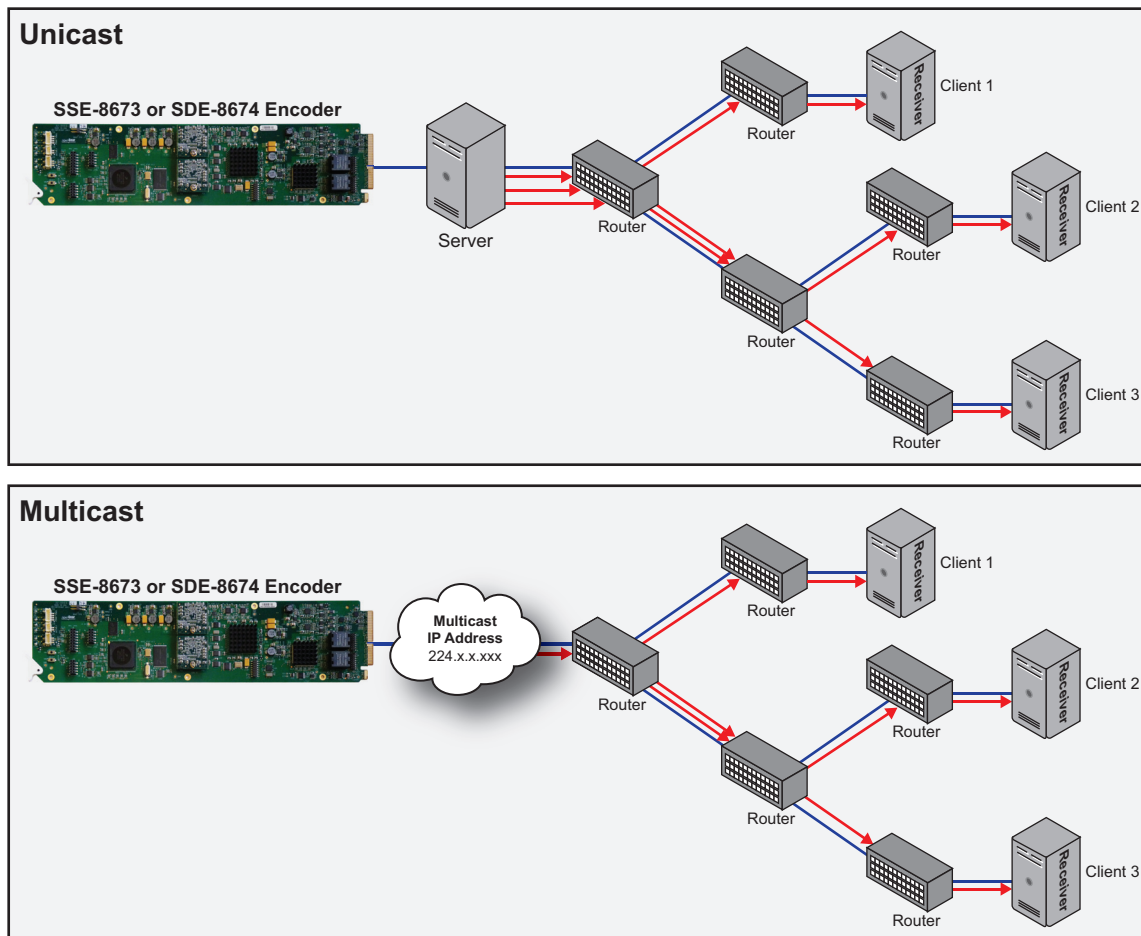 Unicast
SSE-8673 or SDE-8674 Encoder
Server
Router
Router
Receiver
Client 1
Router
Receiver
Client 2
Router
Router
Receiver
Client 3
Multicast
SSE-8673 or SDE-8674 Encoder
Multicast
IP Address
224.x.x.xxx
Router
Router
Receiver
Client 1
Router
Receiver
Client 2
Router
Router
Receiver
Client 3